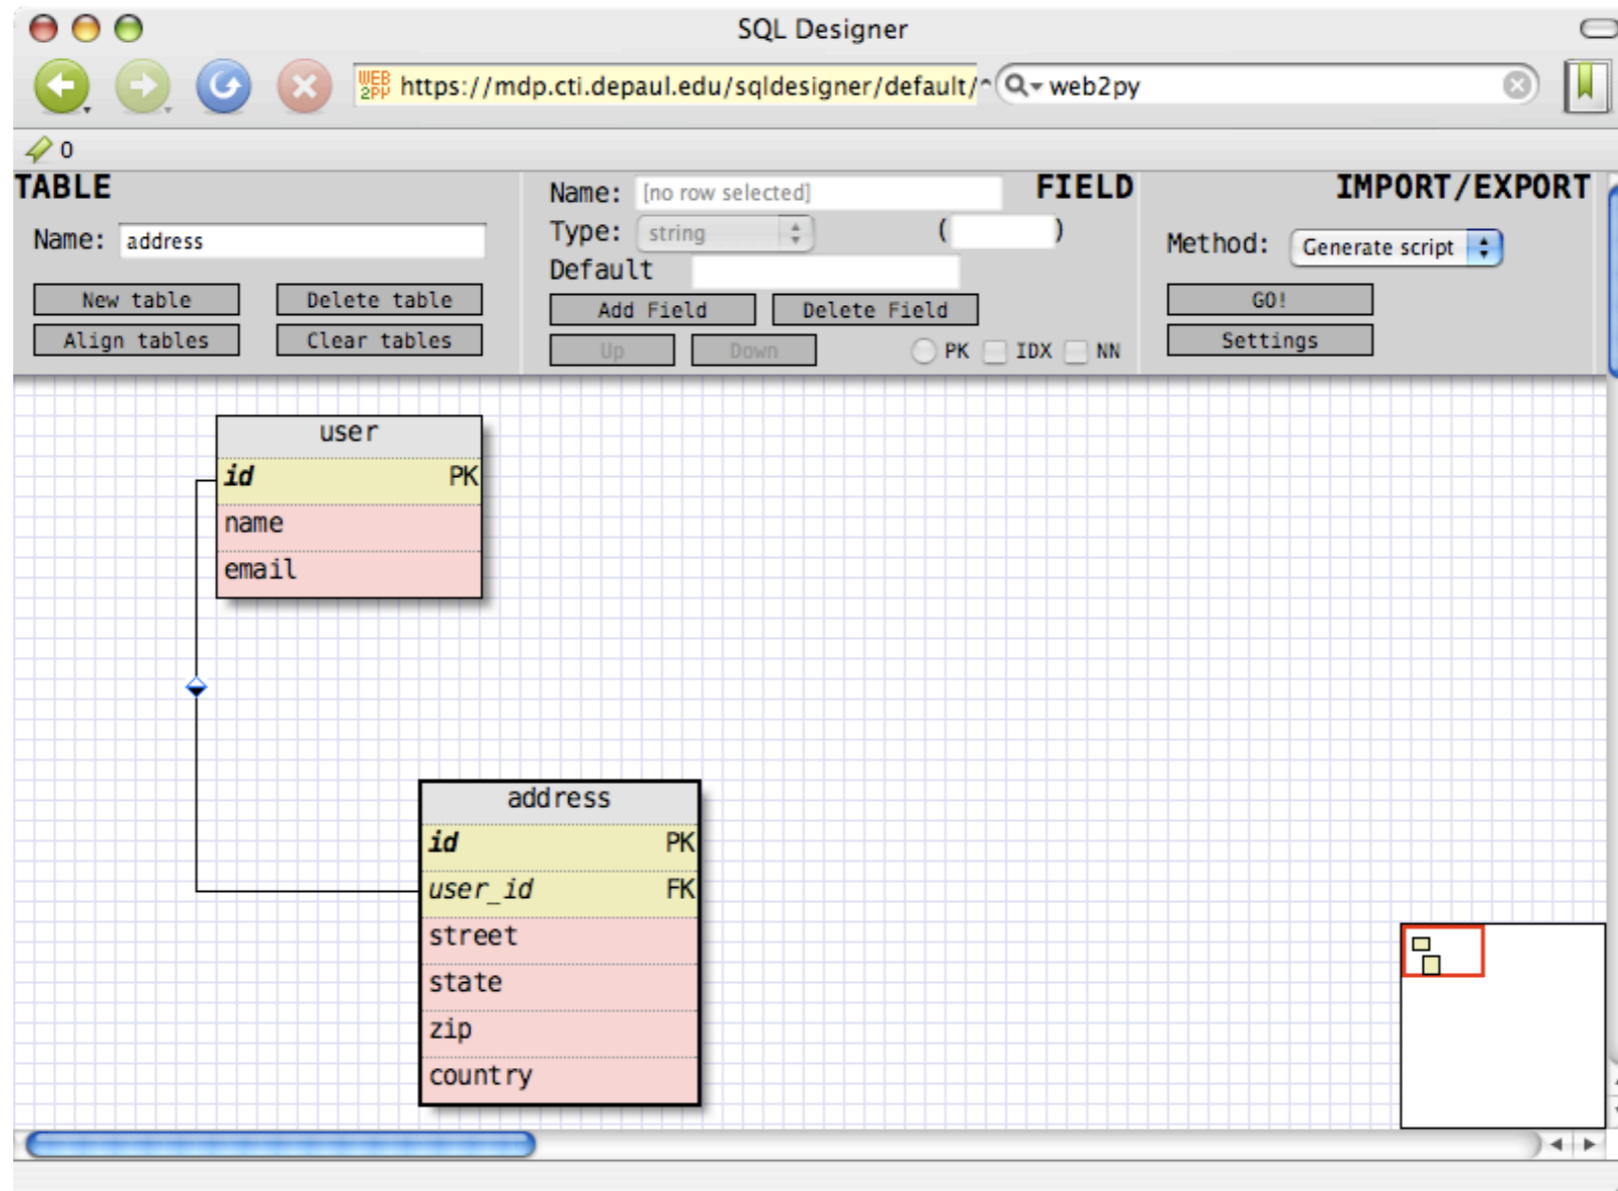 SQL Designer
WEB
2PY https://mdp.cti.depaul.edu/sqldesigner/default/ web2py
0
TABLE
Name: address
New table Delete table
Align tables Clear tables
FIELD
Name: [no row selected]
Type: string ( )
Default
Add Field Delete Field
Up Down PK IDX NN
IMPORT/EXPORT
Method: Generate script
GO!
Settings
user
id PK
name
email
address
id PK
user_id FK
street
state
zip
country